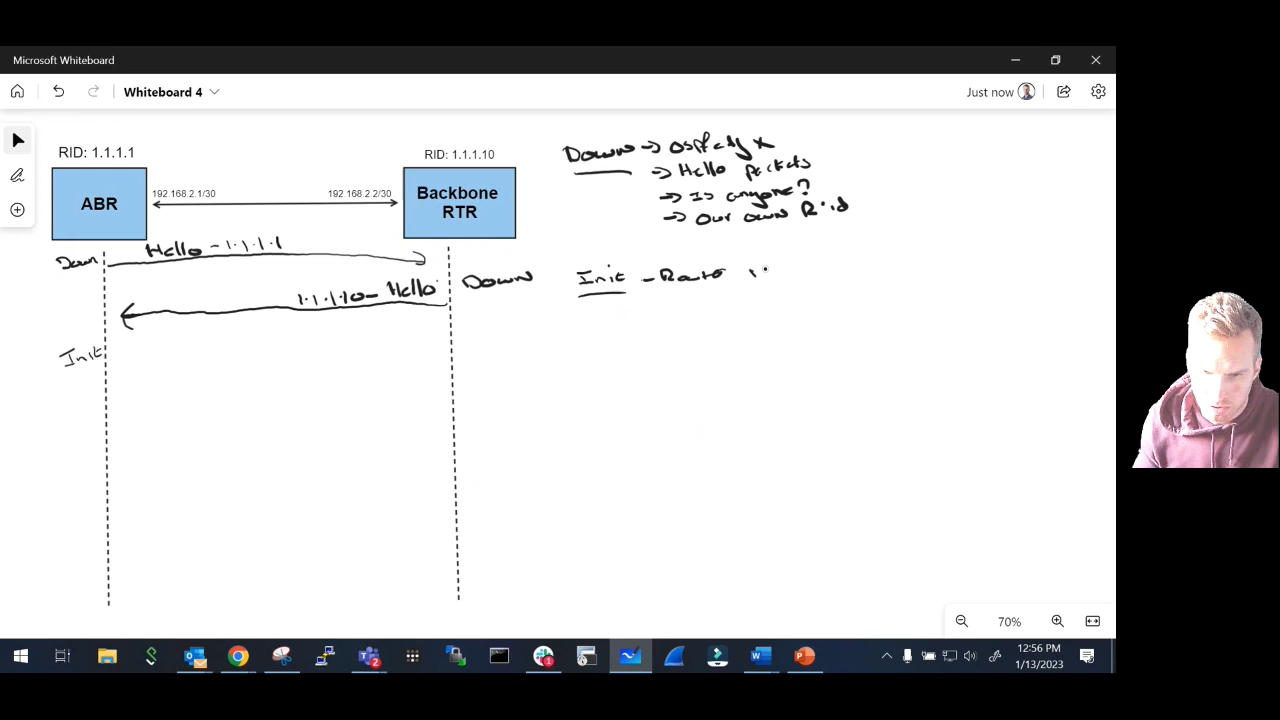 Microsoft Whiteboard
Whiteboard 4
Just now
RID: 1.1.1.1
RID: 1.1.1.10
ABR
192.168.2.1/30
192.168.2.2/30
Backbone
RTR
Down →
→ Hello packets
→ Is anyone?
→ Our own R.id
Down
Hello - 1.1.1.1
1.1.1.10 - Hello
Down
Init
Init -
70%
12:56 PM
1/13/2023